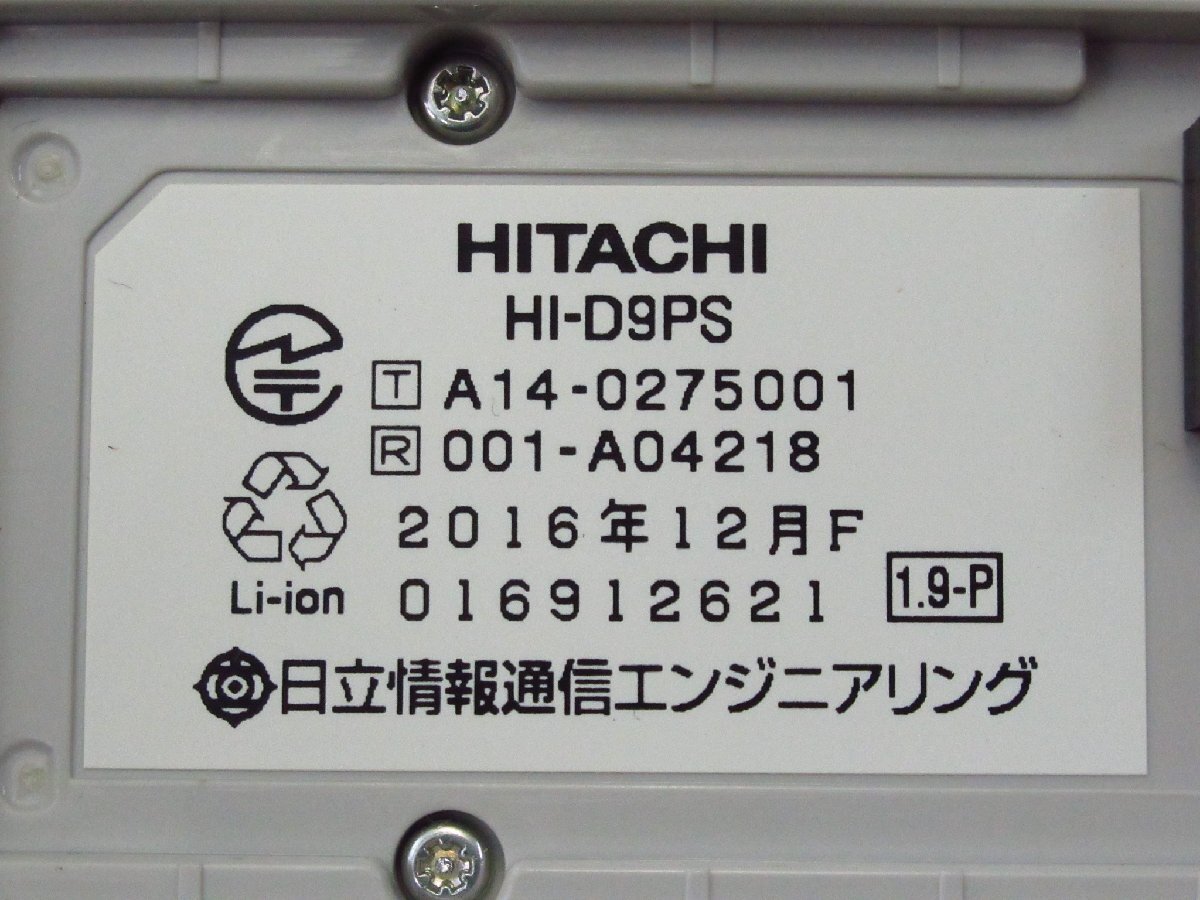 HITACHI
HI-D9PS
T A14-0275001
R 001-A04218
2016年12月F
Li-ion 016912621 1.9-P
日立情報通信エンジニアリング